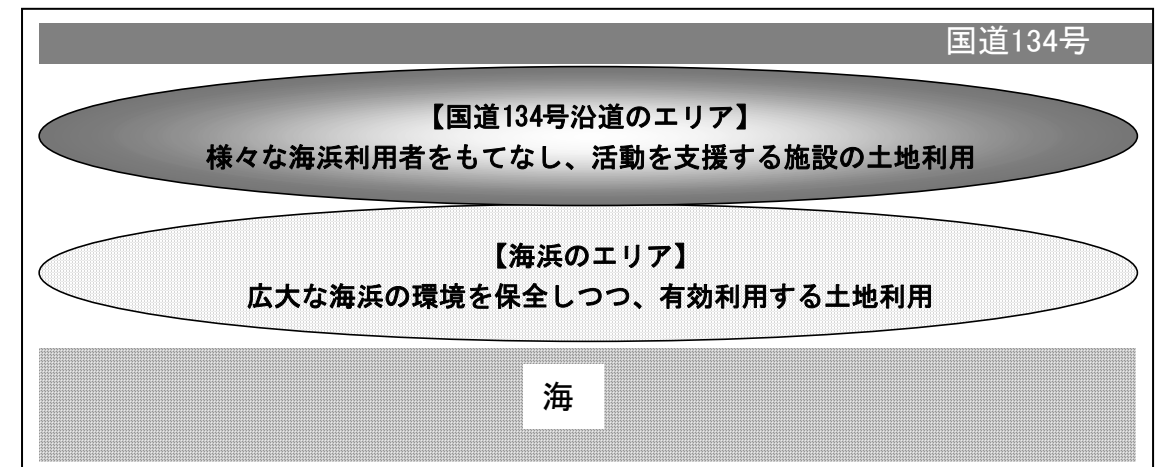 国道134号
【国道134号沿道のエリア】
様々な海浜利用者をもてなし、活動を支援する施設の土地利用
【海浜のエリア】
広大な海浜の環境を保全しつつ、有効利用する土地利用
海